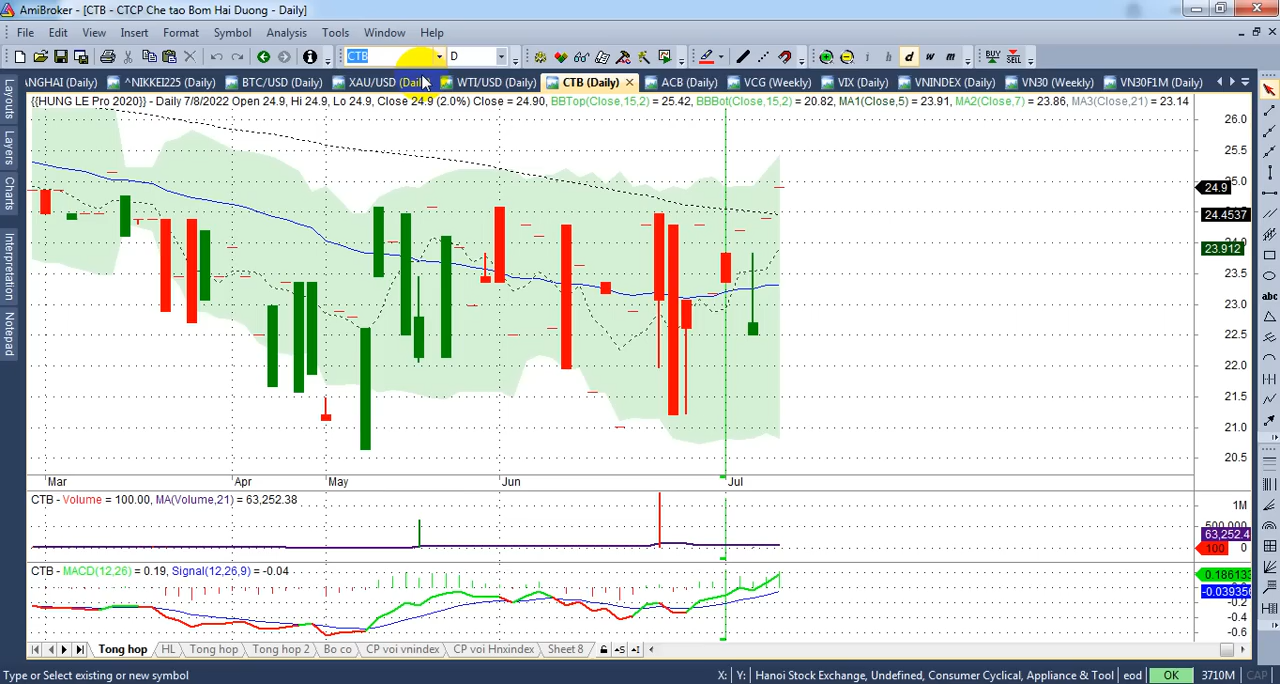 AmiBroker - [CTB - CTCP Che tao Bom Hai Duong - Daily]
File Edit View Insert Format Symbol Analysis Tools Window Help
CTB D d w m BUY SELL
NGHAI (Daily) ^NIKKEI225 (Daily) BTC/USD (Daily) XAU/USD (Daily) WTI/USD (Daily) CTB (Daily) ACB (Daily) VCG (Weekly) VIX (Daily) VNINDEX (Daily) VN30 (Weekly) VN30F1M (Daily)
{{HUNG LE Pro 2020}} - Daily 7/8/2022 Open 24.9, Hi 24.9, Lo 24.9, Close 24.9 (2.0%) Close = 24.90, BBTop(Close,15,2) = 25.42, BBBot(Close,15,2) = 20.82, MA1(Close,5) = 23.91, MA2(Close,7) = 23.86, MA3(Close,21) = 23.14
Layouts
Layers
Charts
Interpretation
Notepad
26.0
25.5
25.0
24.9
24.4537
23.912
23.5
23.0
22.5
22.0
21.5
21.0
20.5
Mar Apr May Jun Jul
CTB - Volume = 100.00, MA(Volume,21) = 63,252.38
1M
500,000
63,252.4
100 0
CTB - MACD(12,26) = 0.19, Signal(12,26,9) = -0.04
0.186133
-0.039356
-0.2
-0.4
-0.6
abc
Tong hop HL Tong hop Tong hop 2 Bo co CP voi vnindex CP voi Hnxindex Sheet 8
Type or Select existing or new symbol X: Y: Hanoi Stock Exchange, Undefined, Consumer Cyclical, Appliance & Tool eod OK 3710M CAP